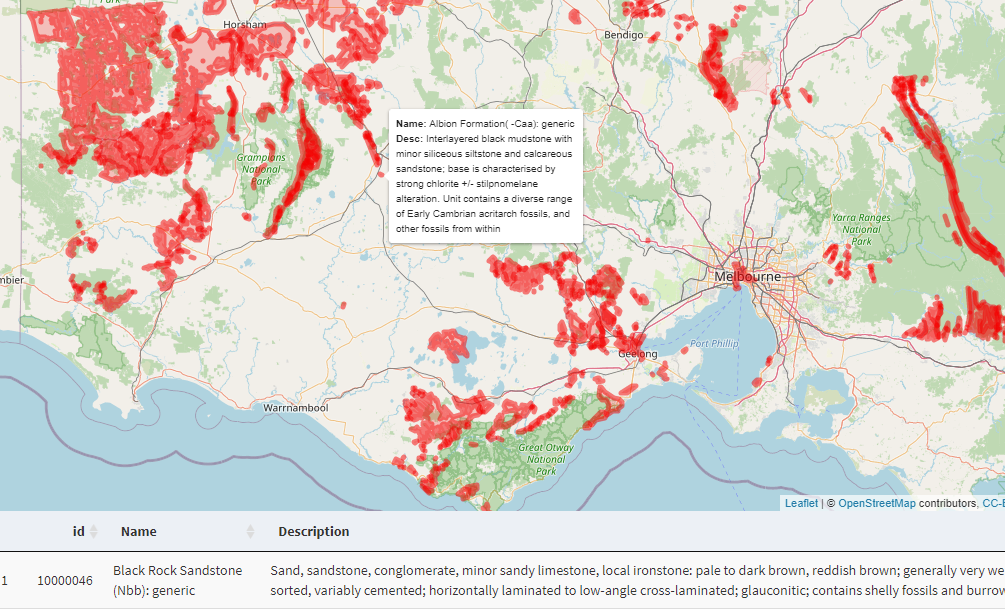 Park
Horsham
Bendigo
Name: Albion Formation( -Caa): generic
Desc: Interlayered black mudstone with
minor siliceous siltstone and calcareous
sandstone; base is characterised by
strong chlorite +/- stilpnomelane
alteration. Unit contains a diverse range
of Early Cambrian acritarch fossils, and
other fossils from within
Grampians
National
Park
Yarra Ranges
National
Park
mbier
Melbourne
Port Phillip
Geelong
Warrnambool
Great Otway
National
Park
Leaflet | © OpenStreetMap contributors, CC-B
id Name Description
1 10000046 Black Rock Sandstone
(Nbb): generic
Sand, sandstone, conglomerate, minor sandy limestone, local ironstone: pale to dark brown, reddish brown; generally very we
sorted, variably cemented; horizontally laminated to low-angle cross-laminated; glauconitic; contains shelly fossils and burrow